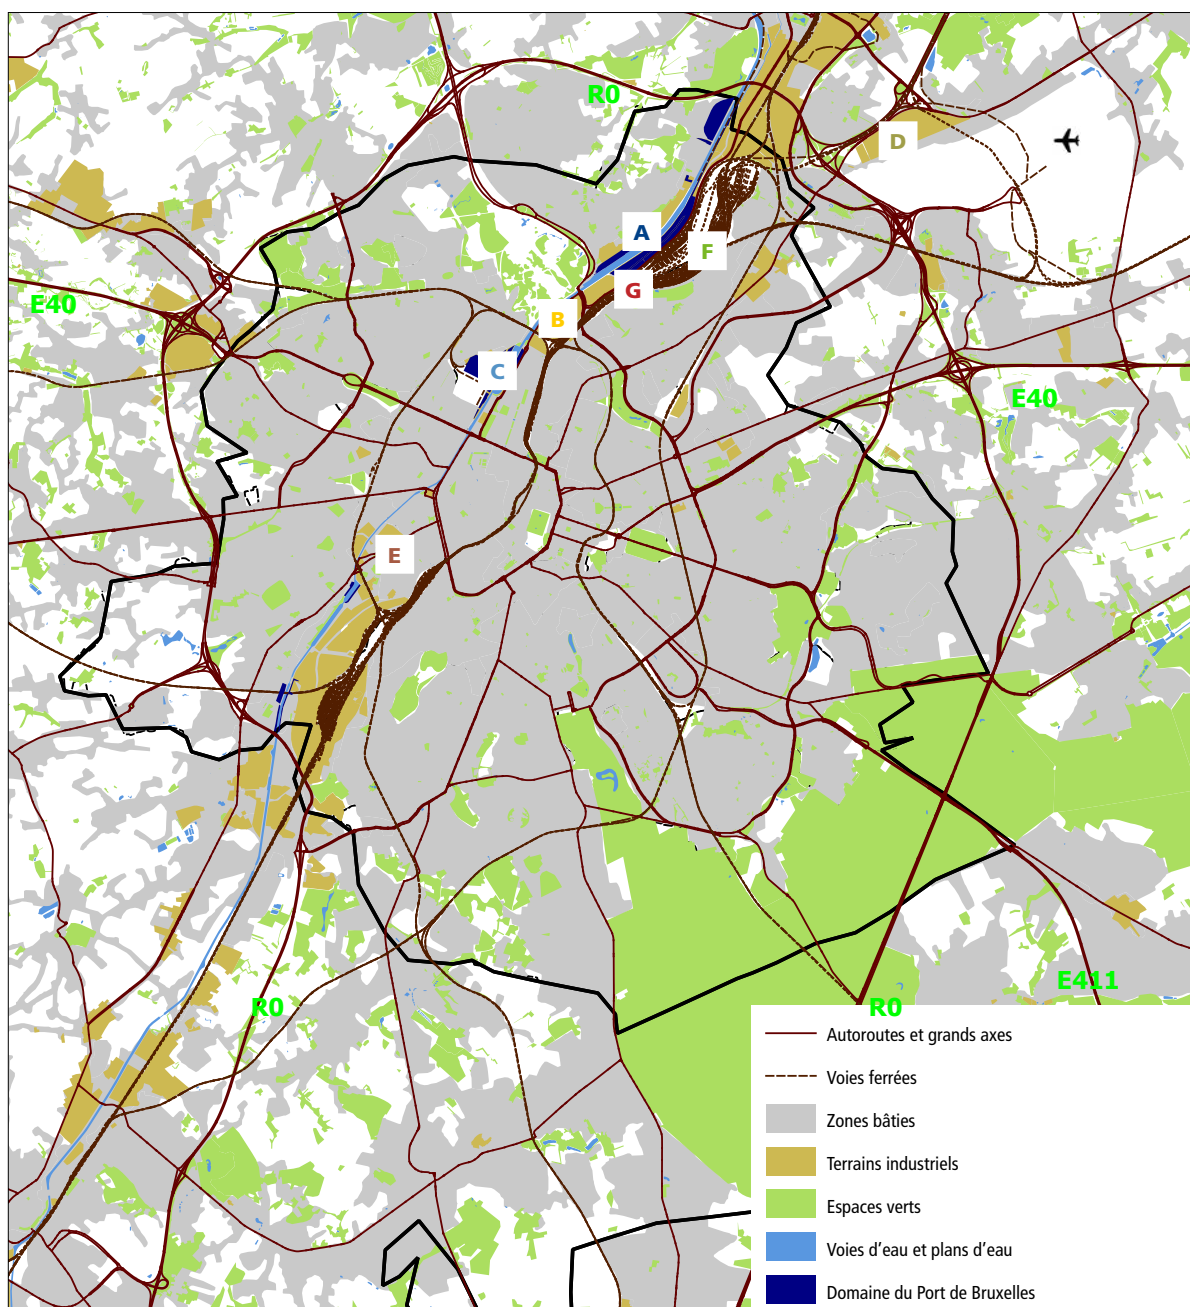 R0
D
A
F
G
E40
B
C
E40
E
E411
R0
R0
Autoroutes et grands axes
Voies ferrées
Zones bâties
Terrains industriels
Espaces verts
Voies d'eau et plans d'eau
Domaine du Port de Bruxelles